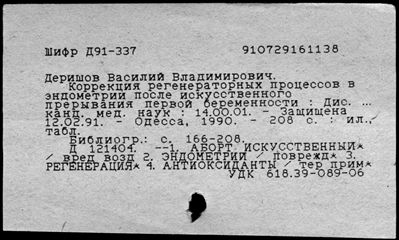 Шифр Д91-337 910729161138
Деришов Василий Владимирович.
Коррекция регенераторных процессов в
эндометрии после искусственного
прерывания первой беременности : Дис. ...
канд. мед. наук : 14.00.01. - Защищена
12.02.91. - Одесса, 1990. - 208 с. : ил.,
табл.
Библиогр.: с. 166-208.
Д 121404. --1. АБОРТ ИСКУССТВЕННЫЙ*
/ вред возд 2. ЭНДОМЕТРИЙ / поврежд* 3.
РЕГЕНЕРАЦИЯ* 4. АНТИОКСИДАНТЫ / тер прим*
УДК 618.39-089-06